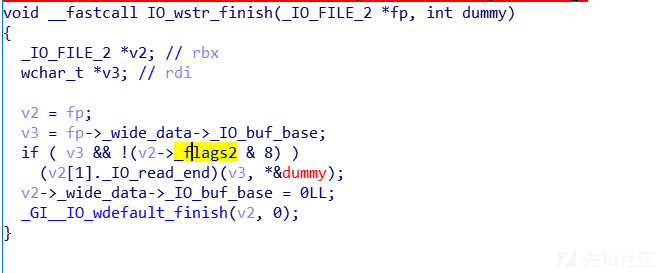 void __fastcall IO_wstr_finish(_IO_FILE_2 *fp, int dummy)
{
_IO_FILE_2 *v2; // rbx
wchar_t *v3; // rdi
v2 = fp;
v3 = fp->_wide_data->_IO_buf_base;
if ( v3 && !(v2->_flags2 & 8) )
(v2[1]._IO_read_end)(v3, *&dummy);
v2->_wide_data->_IO_buf_base = 0LL;
_GI__IO_wdefault_finish(v2, 0);
}
先知社区